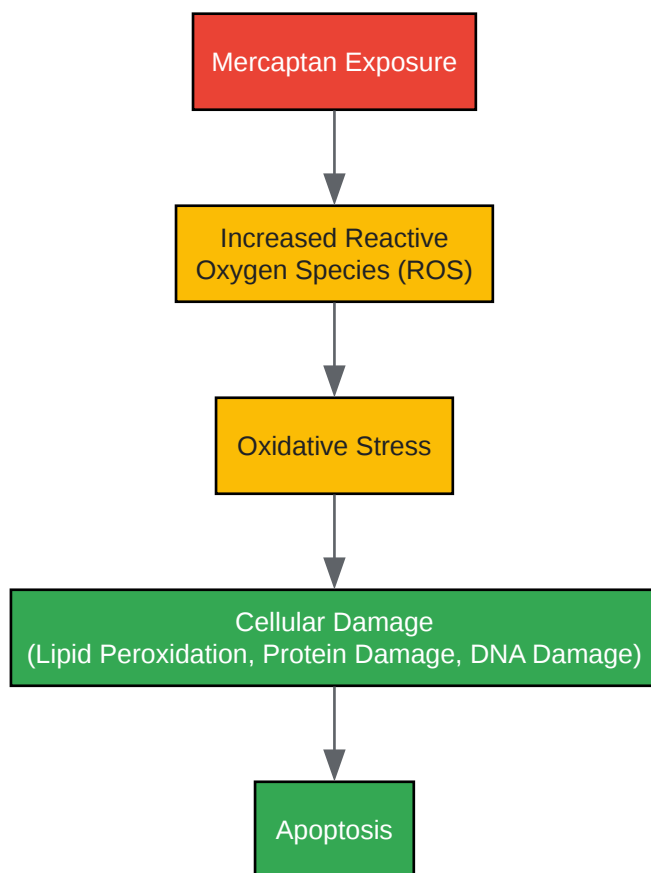 Mercaptan Exposure
Increased Reactive
Oxygen Species (ROS)
Oxidative Stress
Cellular Damage
(Lipid Peroxidation, Protein Damage, DNA Damage)
Apoptosis